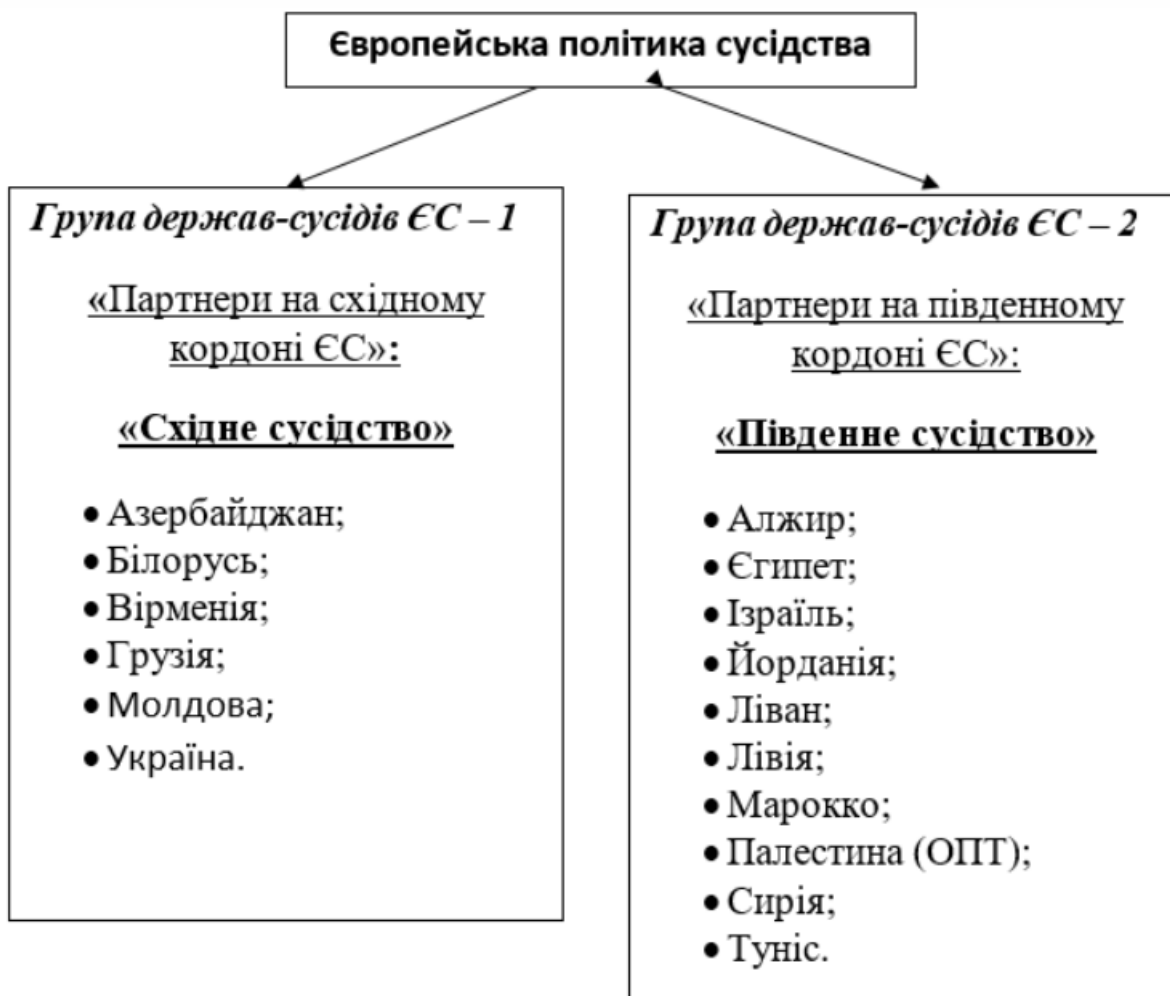 Європейська політика сусідства
Група держав-сусідів ЄС – 1
«Партнери на східному
кордоні ЄС»:
«Східне сусідство»
• Азербайджан;
• Білорусь;
• Вірменія;
• Грузія;
• Молдова;
• Україна.
Група держав-сусідів ЄС – 2
«Партнери на південному
кордоні ЄС»:
«Південне сусідство»
• Алжир;
• Єгипет;
• Ізраїль;
• Йорданія;
• Ліван;
• Лівія;
• Марокко;
• Палестина (ОПТ);
• Сирія;
• Туніс.